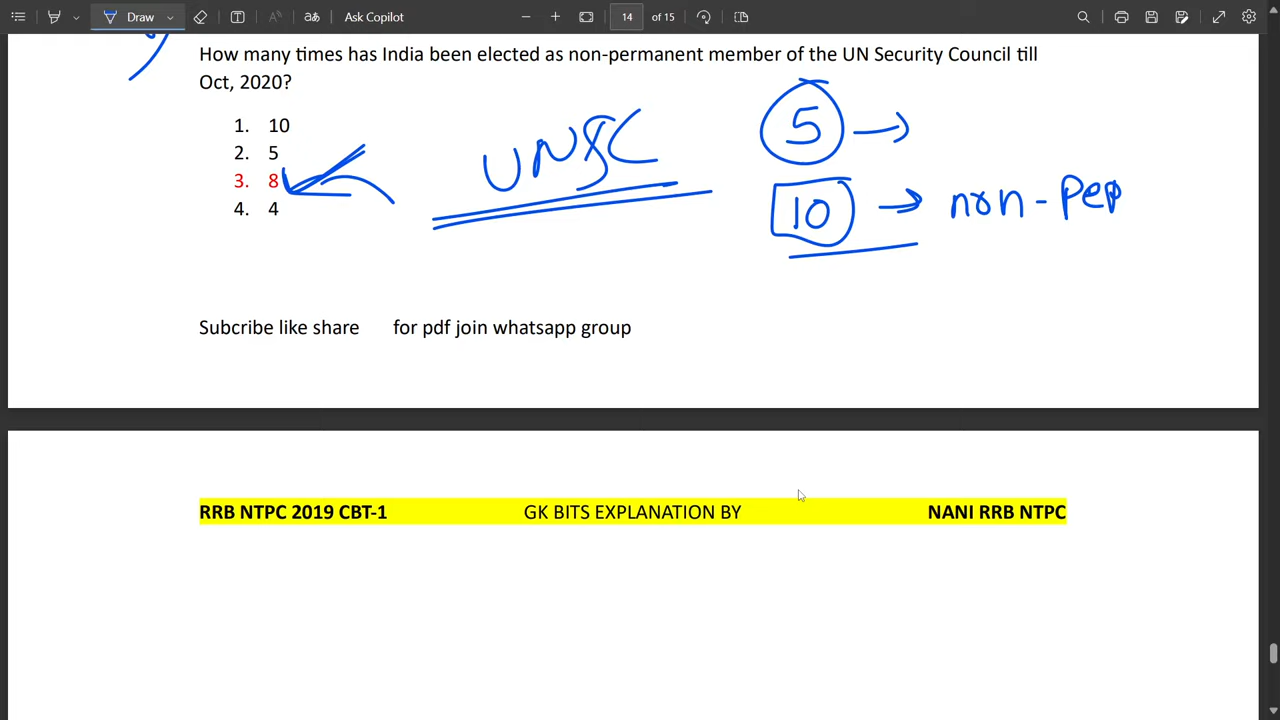 Draw
Ask Copilot
14 of 15
How many times has India been elected as non-permanent member of the UN Security Council till
Oct, 2020?
1. 10
2. 5
3. 8
4. 4
UNSC
5 →
10 → non-pep
Subcribe like share for pdf join whatsapp group
RRB NTPC 2019 CBT-1 GK BITS EXPLANATION BY NANI RRB NTPC